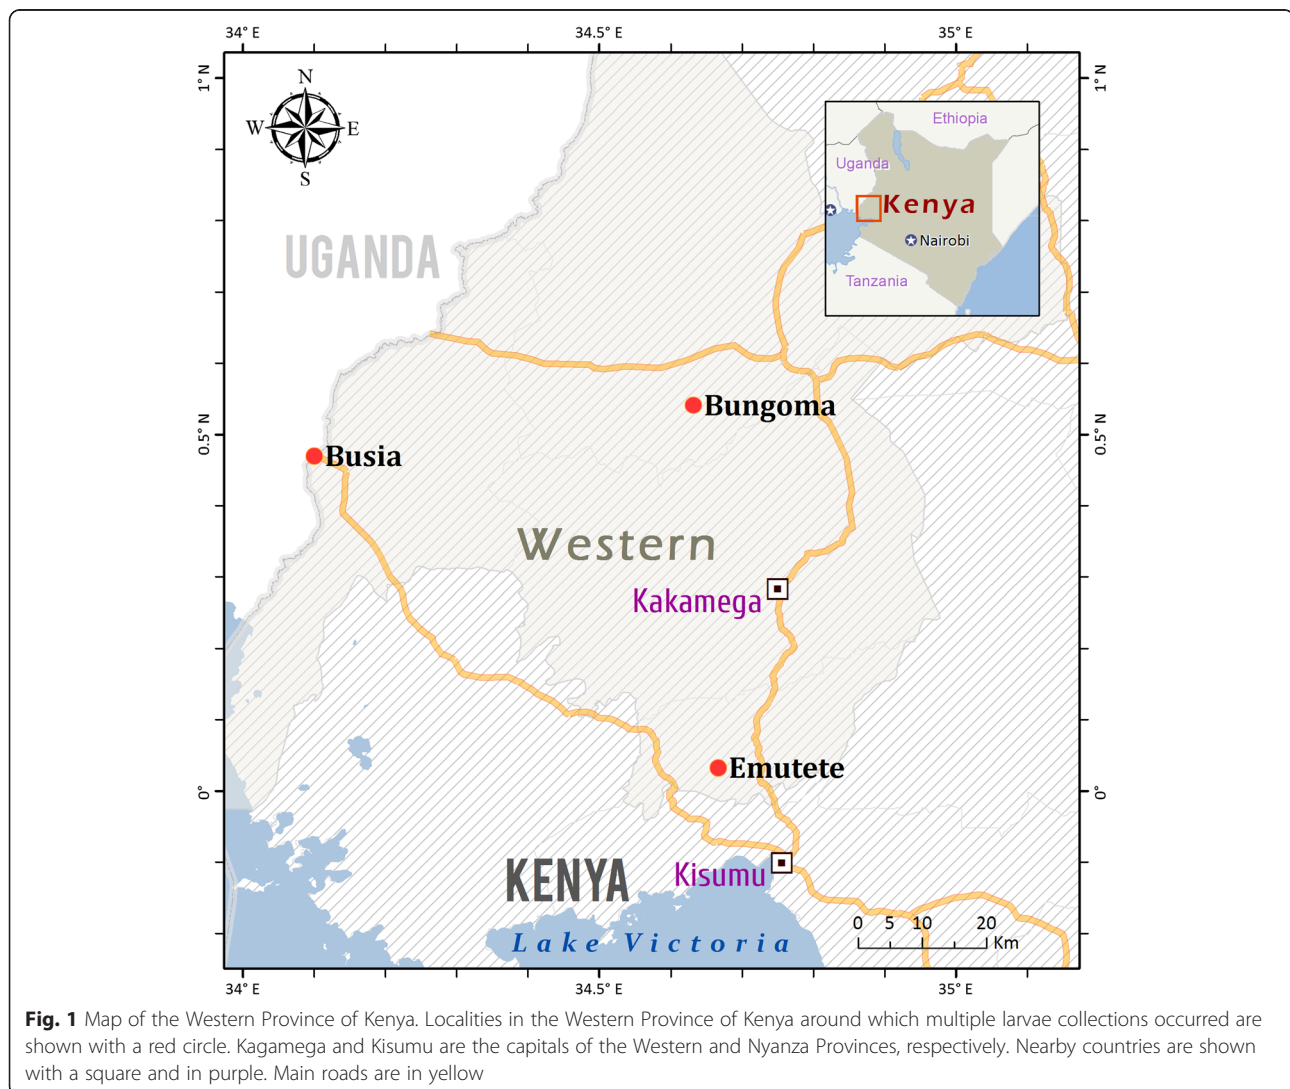 34° E 34.5° E 35° E
1° N 1° N
N
W E
S
Ethiopia
Uganda
Kenya
Nairobi
Tanzania
UGANDA
Bungoma
0.5° N 0.5° N
Busia
Western
Kakamega
Emutete
0° 0°
Kisumu
KENYA
Lake Victoria
0 5 10 20
Km
34° E 34.5° E 35° E
Fig. 1 Map of the Western Province of Kenya. Localities in the Western Province of Kenya around which multiple larvae collections occurred are
shown with a red circle. Kagamega and Kisumu are the capitals of the Western and Nyanza Provinces, respectively. Nearby countries are shown
with a square and in purple. Main roads are in yellow